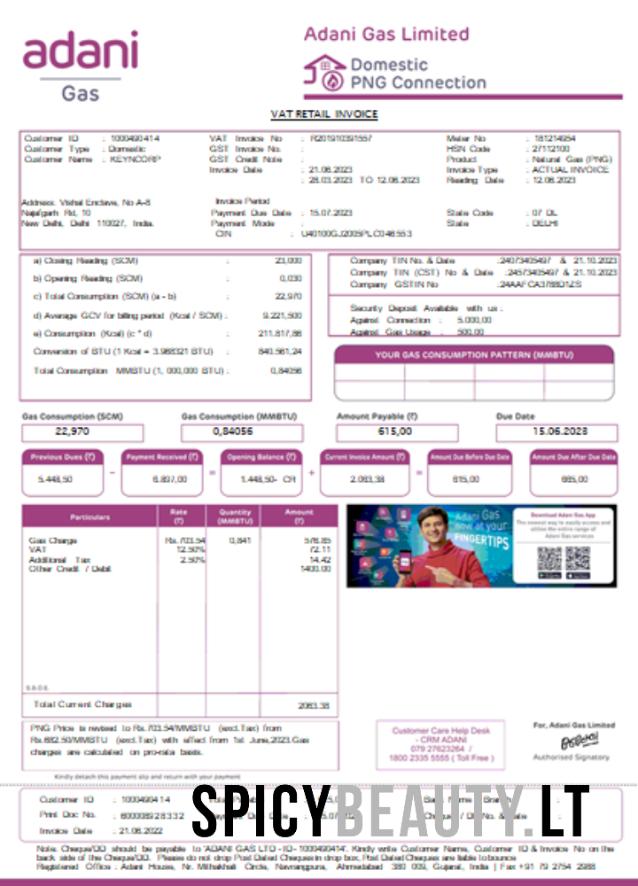 adani
Gas
Adani Gas Limited
Domestic
PNG Connection
VAT RETAIL INVOICE
Customer ID : 1000490414
Customer Type : Domestic
Customer Name : KEYNCORP
VAT Invoice No : R201910391557
GST Invoice No. :
GST Credit Note :
Invoice Date : 21.06.2023
: 28.03.2023 TO 12.06.2023
Meter No : 181214954
HSN Code : 27112100
Product : Natural Gas (PNG)
Invoice Type : ACTUAL INVOICE
Reading Date : 12.06.2023
Address: Vishal Enclave, No A-8
Najafgarh Rd, 10
New Delhi, Delhi 110027, India.
Invoice Period
Payment Due Date : 15.07.2023
Payment Mode :
CIN : U40100GJ2005PLC046553
State Code : 07 DL
State : DELHI
a) Closing Reading (SCM) : 23,000
b) Opening Reading (SCM) : 0,030
c) Total Consumption (SCM) (a - b) : 22,970
d) Average GCV for billing period (Kcal / SCM) : 9.221,500
e) Consumption (Kcal) (c * d) : 211.817,86
Conversion of BTU (1 Kcal = 3.968321 BTU) : 840.561,24
Total Consumption MMBTU (1, 000,000 BTU) : 0,84056
Company TIN No. & Date : 24073405497 & 21.10.2023
Company TIN (CST) No & Date : 24573405497 & 21.10.2023
Company GSTIN No
Security Deposit Available with us :
Against Connection : 5.000,00
Against Gas Usage : 500,00
YOUR GAS CONSUMPTION PATTERN (MMBTU)
Gas Consumption (SCM)
22,970
Gas Consumption (MMBTU)
0,84056
Amount Payable (₹)
615,00
Due Date
15.06.2023
Previous Dues (₹)
5.448,50
–
Payment Received (₹)
6.897,00
=
Opening Balance (₹)
1.448,50- CR
+
Current Invoice Amount (₹)
2.063,38
=
Amount Due Before Due Date
615,00
Amount Due After Due Date
665,00
Particulars Rate (₹) Quantity (MMBTU) Amount (₹)
Gas Charge Rs. 703.54 0,841 576.85
VAT 12.50% 72.11
Additional Tax 2.50% 14.42
Other Credit / Debit 1400.00
Total Current Charges 2063.38
Adani Gas
now at your
FINGERTIPS
Download Adani Gas App
The newest way to easily access and
utilise the entire range of
Adani Gas services
PNG Price is revised to Rs.703.54/MMBTU (excl.Tax) from
Rs.682.50/MMBTU (excl.Tax) with effect from 1st June,2023.Gas
charges are calculated on pro-rata basis.
Customer Care Help Desk
- CRM ADANI
079 27623264 /
1800 2335 5555 ( Toll Free )
For, Adani Gas Limited
Authorised Signatory
Kindly detach this payment slip and return with your payment
Customer ID : 1000490414
Print Doc No. : 600008928332
Invoice Date : 21.06.2022
SPICYBEAUTY.LT
Note. Cheque/DD should be payable to 'ADANI GAS LTD - ID- 1000490414'. Kindly write Customer Name, Customer ID & Invoice No on the
back side of the Cheque/DD. Please do not drop Post Dated Cheques in drop box, Post Dated Cheques are liable to bounce
Registered Office : Adani House, Nr. Mithakhali Circle, Navrangpura, Ahmedabad 380 009, Gujarat, India | Fax +91 79 2754 2988